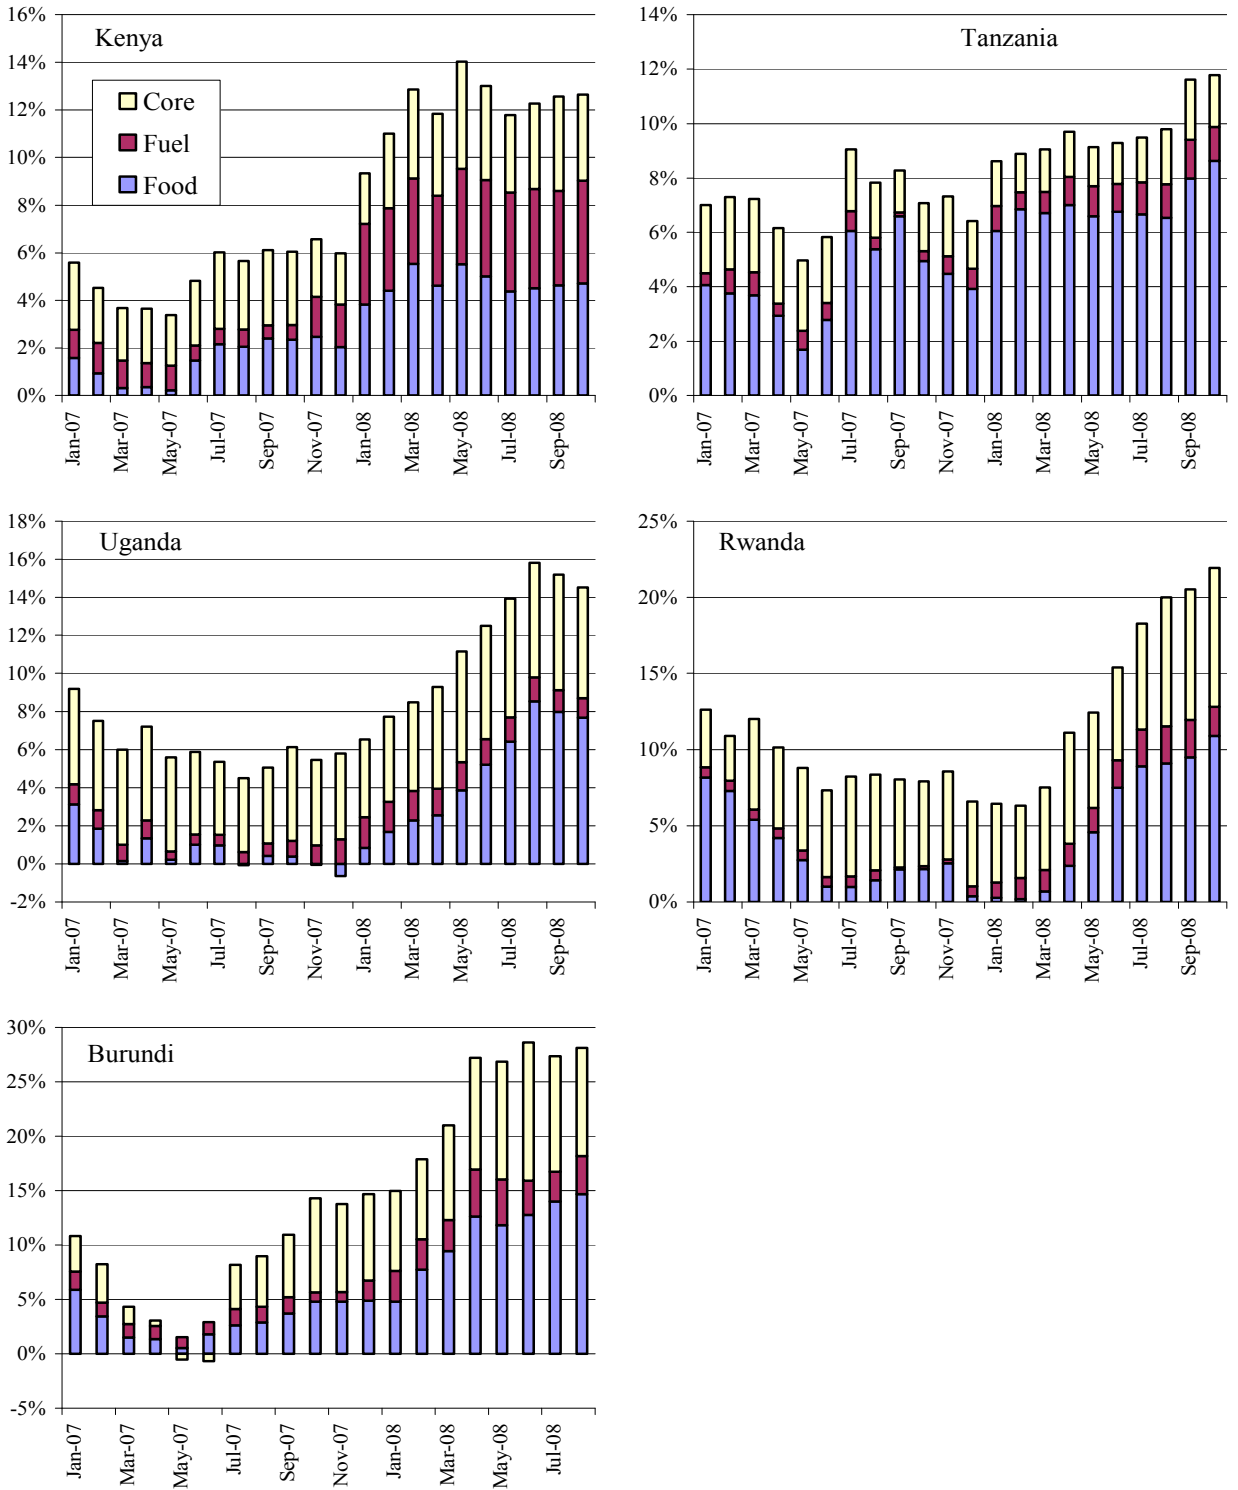 Kenya
16%
14%
12%
10%
8%
6%
4%
2%
0%
Core
Fuel
Food
Jan-07
Mar-07
May-07
Jul-07
Sep-07
Nov-07
Jan-08
Mar-08
May-08
Jul-08
Sep-08
Tanzania
14%
12%
10%
8%
6%
4%
2%
0%
Jan-07
Mar-07
May-07
Jul-07
Sep-07
Nov-07
Jan-08
Mar-08
May-08
Jul-08
Sep-08
Uganda
18%
16%
14%
12%
10%
8%
6%
4%
2%
0%
-2%
Jan-07
Mar-07
May-07
Jul-07
Sep-07
Nov-07
Jan-08
Mar-08
May-08
Jul-08
Sep-08
Rwanda
25%
20%
15%
10%
5%
0%
Jan-07
Mar-07
May-07
Jul-07
Sep-07
Nov-07
Jan-08
Mar-08
May-08
Jul-08
Sep-08
Burundi
30%
25%
20%
15%
10%
5%
0%
-5%
Jan-07
Mar-07
May-07
Jul-07
Sep-07
Nov-07
Jan-08
Mar-08
May-08
Jul-08